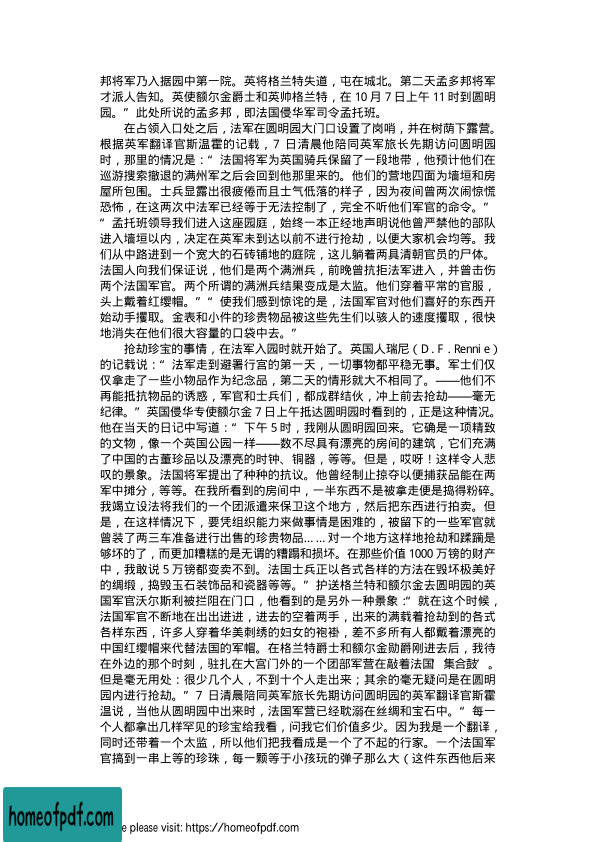 邦将军乃入据园中第一院。英将格兰特失道，屯在城北。第二天孟多邦将军
才派人告知。英使额尔金爵士和英帅格兰特，在 10 月 7 日上午 11 时到圆明
园。”此处所说的孟多邦，即法国侵华军司令孟托班。
在占领入口处之后，法军在圆明园大门口设置了岗哨，并在树荫下露营。
根据英军翻译官斯温霍的记载，7 日清晨他陪同英军旅长先期访问圆明园
时，那里的情况是：“法国将军为英国骑兵保留了一段地带，他预计他们在
巡游搜索撤退的满州军之后会回到他那里来的。他们的营地四面为墙垣和房
屋所包围。士兵显露出很疲倦而且士气低落的样子，因为夜间曾两次闹惊慌
恐怖，在这两次中法军已经等于无法控制了，完全不听他们军官的命令。”
“孟托班领导我们进入这座园庭，始终一本正经地声明说他曾严禁他的部队
进入墙垣以内，决定在英军未到达以前不进行抢劫，以便大家机会均等。我
们从中路进到一个宽大的石砖铺地的庭院，这儿躺着两具清朝官员的尸体。
法国人向我们保证说，他们是两个满洲兵，前晚曾抗拒法军进入，并曾击伤
两个法国军官。两个所谓的满洲兵结果变成是太监。他们穿着平常的官服，
头上戴着红缨帽。”“使我们感到惊诧的是，法国军官对他们喜好的东西开
始动手攫取。金表和小件的珍贵物品被这些先生们以骇人的速度攫取，很快
地消失在他们很大容量的口袋中去。”
抢劫珍宝的事情，在法军入园时就开始了。英国人瑞尼（D．F．Rennie）
的记载说：“法军走到避署行宫的第一天，一切事物都平稳无事。军士们仅
仅拿走了一些小物品作为纪念品，第二天的情形就大不相同了。——他们不
再能抵抗物品的诱惑，军官和士兵们，都成群结伙，冲上前去抢劫——毫无
纪律。”英国侵华专使额尔金 7 日上午抵达圆明园时看到的，正是这种情况。
他在当天的日记中写道：“下午 5 时，我刚从圆明园回来。它确是一项精致
的文物，像一个英国公园一样——数不尽具有漂亮的房间的建筑，它们充满
了中国的古董珍品以及漂亮的时钟、铜器，等等。但是，哎呀！这样令人悲
叹的景象。法国将军提出了种种的抗议。他曾经制止掠夺以便捕获品能在两
军中摊分，等等。在我所看到的房间中，一半东西不是被拿走便是捣得粉碎。
我竭立设法将我们的一个团派遣来保卫这个地方，然后把东西进行拍卖。但
是，在这样情况下，要凭组织能力来做事情是困难的，被留下的一些军官就
曾装了两三车准备进行出售的珍贵物品……对一个地方这样地抢劫和蹂躏是
够坏的了，而更加糟糕的是无谓的糟蹋和损坏。在那些价值 1000 万镑的财产
中，我敢说 5 万镑都变卖不到。法国士兵正以各式各样的方法在毁坏极美好
的绸缎，捣毁玉石装饰品和瓷器等等。”护送格兰特和额尔金去圆明园的英
国军官沃尔斯利被拦阻在门口，他看到的是另外一种景象：“就在这个时候，
法国军官不断地在出出进进，进去的空着两手，出来的满载着抢劫到的各式
各样东西，许多人穿着华美刺绣的妇女的袍褂，差不多所有人都戴着漂亮的
中国红缨帽来代替法国的军帽。在格兰特爵士和额尔金勋爵刚进去后，我待
在外边的那个时刻，驻扎在大宫门外的一个团部军营在敲着法国‘集合鼓’。
但是毫无用处：很少几个人，不到十个人走出来；其余的毫无疑问是在圆明
园内进行抢劫。”7 日清晨陪同英军旅长先期访问圆明园的英军翻译官斯霍
温说，当他从圆明园中出来时，法国军营已经耽溺在丝绸和宝石中。“每一
个人都拿出几样罕见的珍宝给我看，问我它们价值多少。因为我是一个翻译，
同时还带着一个太监，所以他们把我看成是一个了不起的行家。一个法国军
官搞到一串上等的珍珠，每一颗等于小孩玩的弹子那么大（这件东西他后来
homeofpdf.com
e please visit: https://homeofpdf.com